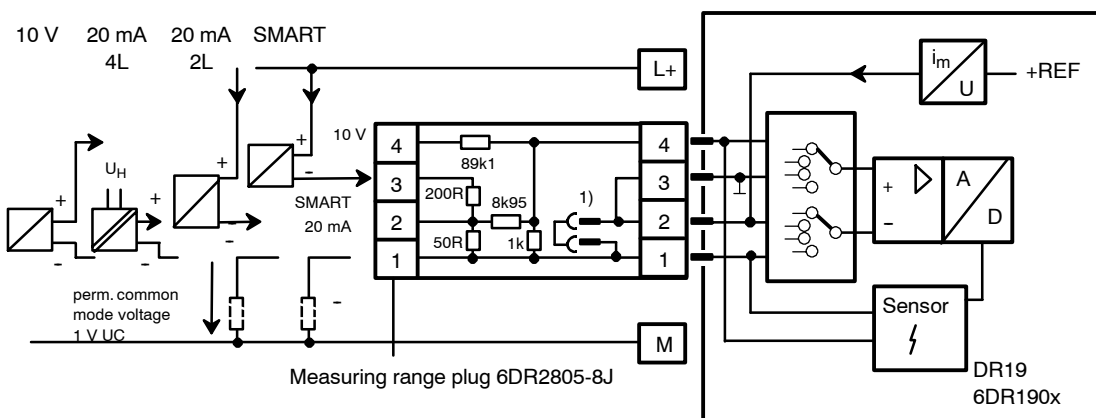 10 V 20 mA 20 mA SMART
4L 2L
L+
i m
U
+REF
10 V
4
89k1
4
3
200R
3
8k95
1)
2
2
50R
1k
1
1
U H
+
-
+
-
+
-
-
+
-
-
SMART
20 mA
+
-
A
D
perm. common
mode voltage
1 V UC
M
Sensor
DR19
6DR190x
Measuring range plug 6DR2805-8J